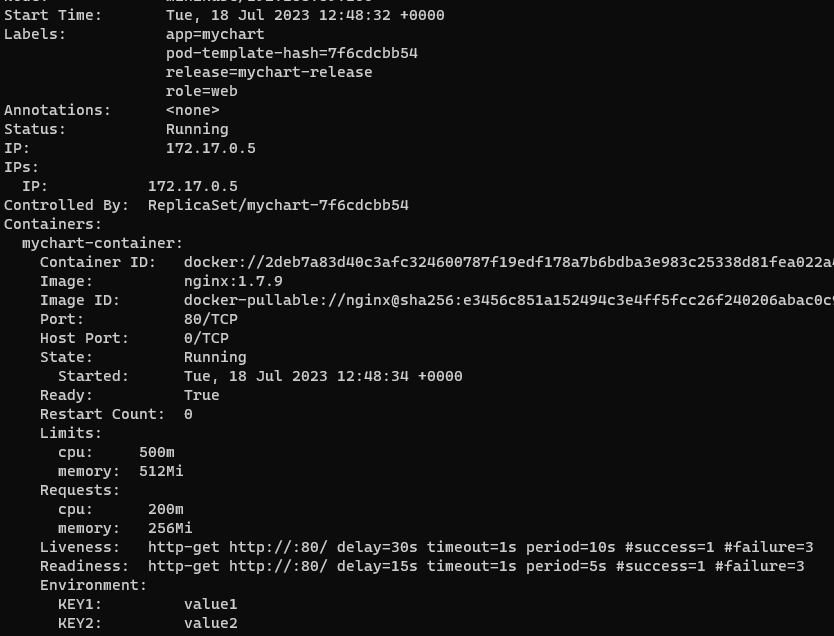 Start Time:       Tue, 18 Jul 2023 12:48:32 +0000
Labels:           app=mychart
                  pod-template-hash=7f6cdcbb54
                  release=mychart-release
                  role=web
Annotations:      <none>
Status:           Running
IP:               172.17.0.5
IPs:
  IP:           172.17.0.5
Controlled By:  ReplicaSet/mychart-7f6cdcbb54
Containers:
  mychart-container:
    Container ID:   docker://2deb7a83d40c3afc324600787f19edf178a7b6bdba3e983c25338d81fea022a
    Image:          nginx:1.7.9
    Image ID:       docker-pullable://nginx@sha256:e3456c851a152494c3e4ff5fcc26f240206abac0c
    Port:           80/TCP
    Host Port:      0/TCP
    State:          Running
      Started:      Tue, 18 Jul 2023 12:48:34 +0000
    Ready:          True
    Restart Count:  0
    Limits:
      cpu:     500m
      memory:  512Mi
    Requests:
      cpu:      200m
      memory:   256Mi
    Liveness:   http-get http://:80/ delay=30s timeout=1s period=10s #success=1 #failure=3
    Readiness:  http-get http://:80/ delay=15s timeout=1s period=5s #success=1 #failure=3
    Environment:
      KEY1:         value1
      KEY2:         value2